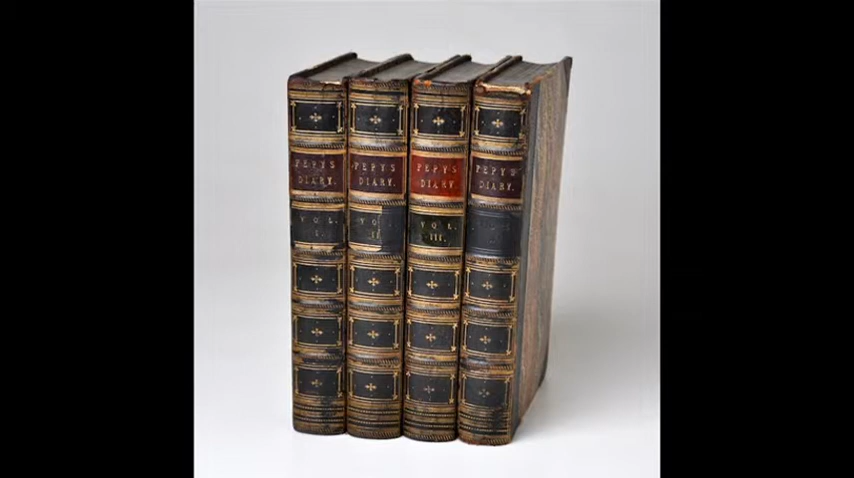 PEPYS
DIARY.
VOL.
I.
PEPYS
DIARY.
VOL.
II
PEPYS
DIARY.
VOL.
III.
PEPYS
DIARY.